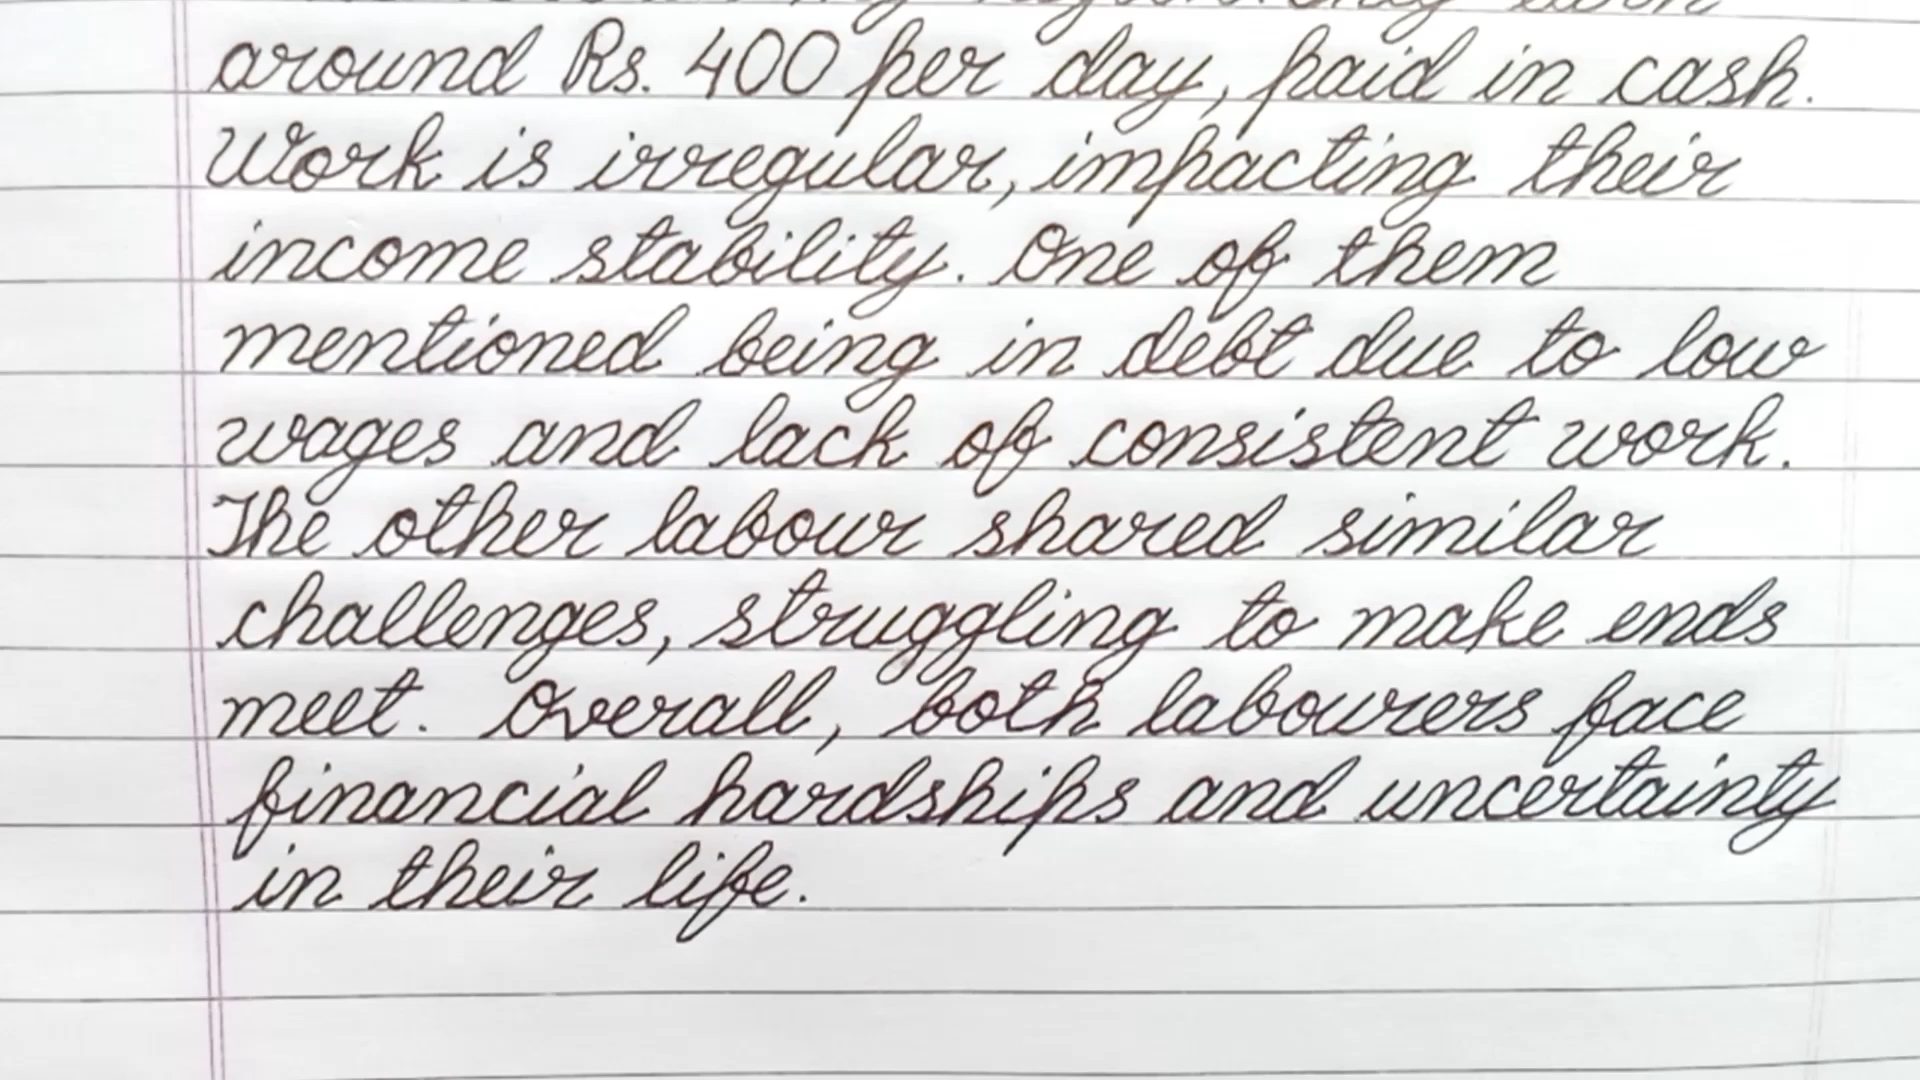 around Rs. 400 per day, paid in cash.
Work is irregular, impacting their
income stability. One of them
mentioned being in debt due to low
wages and lack of consistent work.
The other labour shared similar
challenges, struggling to make ends
meet. Overall, both labourers face
financial hardships and uncertainty
in their life.